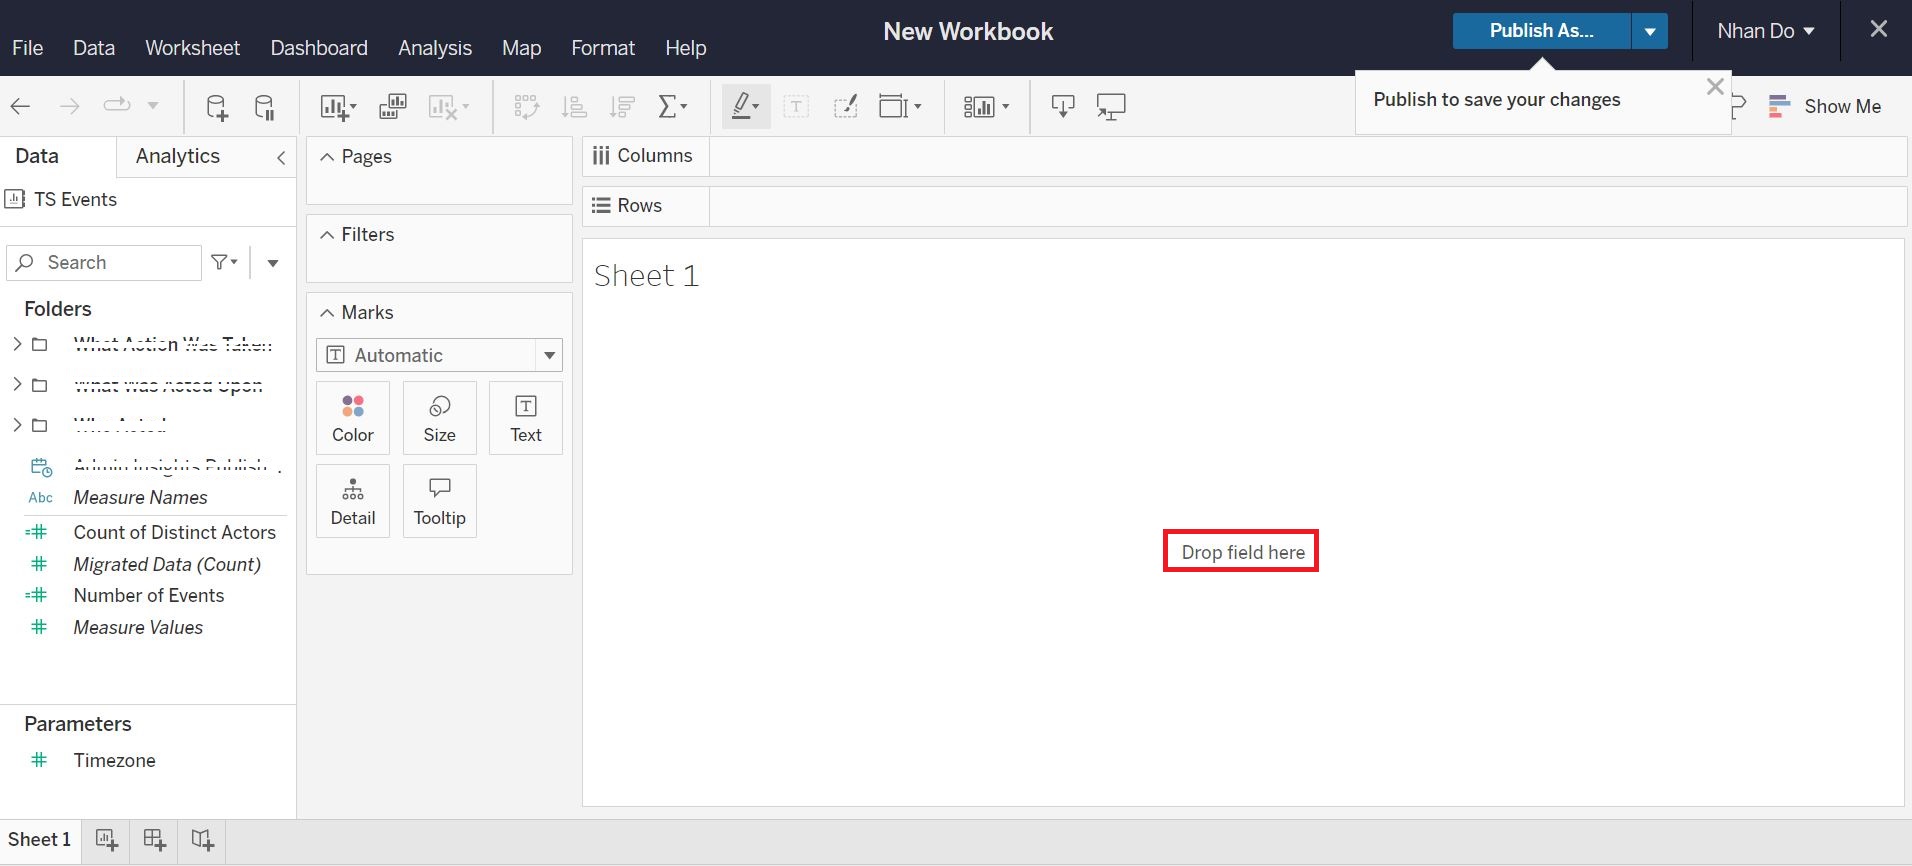 New Workbook
Publish As...
Nhan Do
File Data Worksheet Dashboard Analysis Map Format Help
Publish to save your changes
Show Me
Data Analytics
Pages
Columns
TS Events
Rows
Filters
Search
Sheet 1
Folders
Marks
What Action Was Taken
Automatic
What Was Acted Upon
Who Acted
Color Size Text
Admin Insights Publish
Abc Measure Names
Count of Distinct Actors
Detail Tooltip
Drop field here
Migrated Data (Count)
Number of Events
Measure Values
Parameters
Timezone
Sheet 1